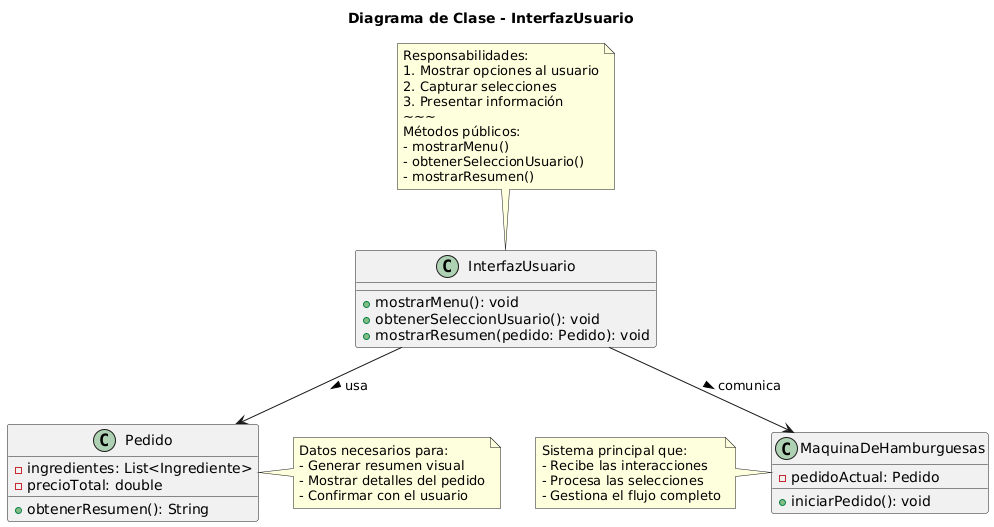 Diagrama de Clase - InterfazUsuario
Responsabilidades:
1. Mostrar opciones al usuario
2. Capturar selecciones
3. Presentar información
~~~
Métodos públicos:
- mostrarMenu()
- obtenerSeleccionUsuario()
- mostrarResumen()
C InterfazUsuario
mostrarMenu(): void
obtenerSeleccionUsuario(): void
mostrarResumen(pedido: Pedido): void
usa
comunica
C Pedido
ingredientes: List<Ingrediente>
precioTotal: double
obtenerResumen(): String
Datos necesarios para:
- Generar resumen visual
- Mostrar detalles del pedido
- Confirmar con el usuario
Sistema principal que:
- Recibe las interacciones
- Procesa las selecciones
- Gestiona el flujo completo
C MaquinaDeHamburguesas
pedidoActual: Pedido
iniciarPedido(): void